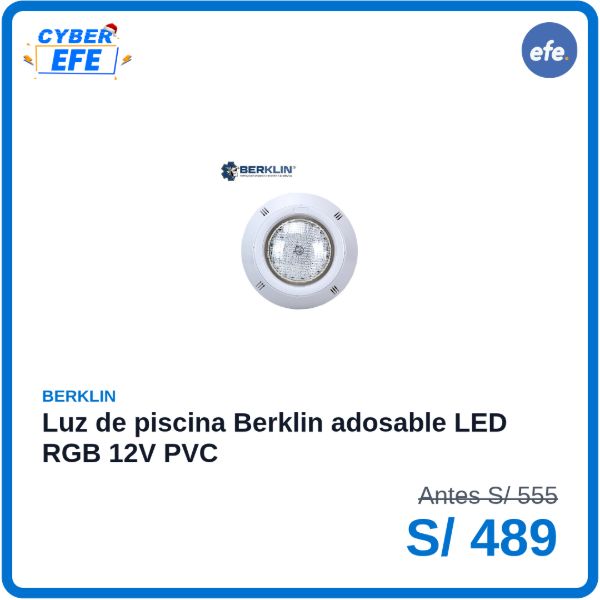 CYBER
EFE
efe.
BERKLIN®
BERKLIN
Luz de piscina Berklin adosable LED
RGB 12V PVC
Antes S/ 555
S/ 489